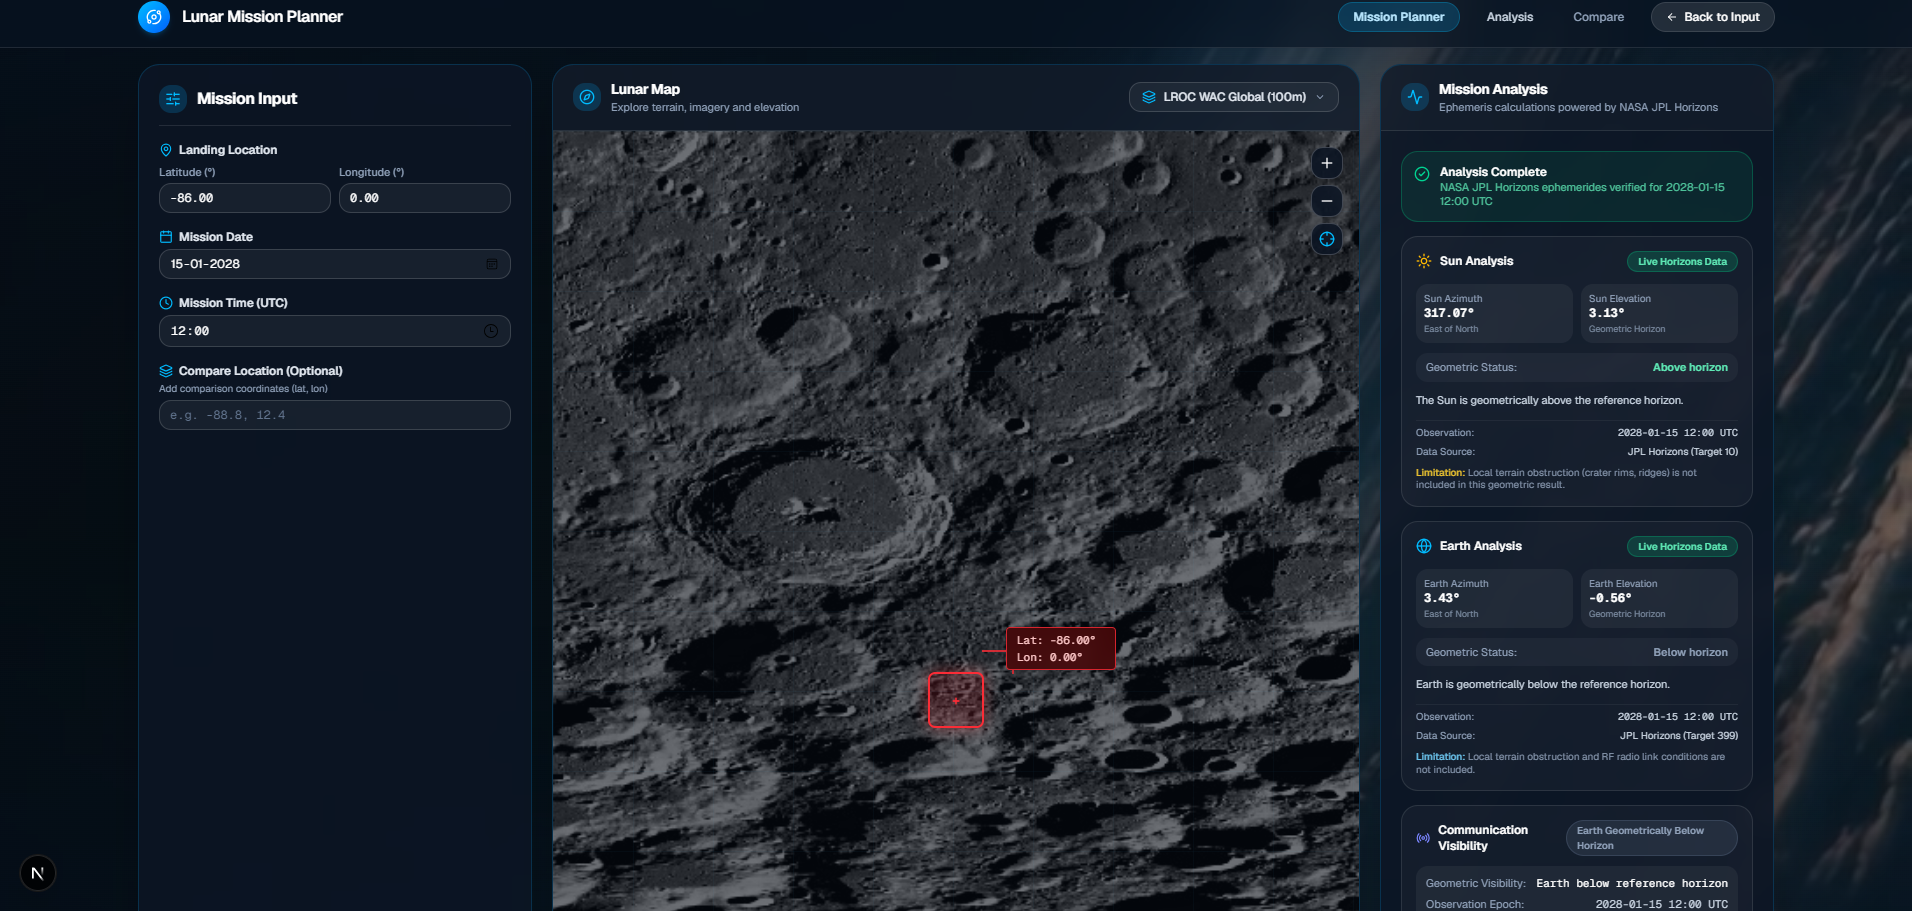 Lunar Mission Planner
Mission Planner
Analysis
Compare
← Back to Input
Mission Input
Landing Location
Latitude (°)
Longitude (°)
-86.00
0.00
Mission Date
15-01-2028
Mission Time (UTC)
12:00
Compare Location (Optional)
Add comparison coordinates (lat, lon)
e.g. -88.8, 12.4
N
Lunar Map
Explore terrain, imagery and elevation
LROC WAC Global (100m)
Lat: -86.00°
Lon: 0.00°
Mission Analysis
Ephemeris calculations powered by NASA JPL Horizons
Analysis Complete
NASA JPL Horizons ephemerides verified for 2028-01-15
12:00 UTC
Sun Analysis
Live Horizons Data
Sun Azimuth
317.07°
East of North
Sun Elevation
3.13°
Geometric Horizon
Geometric Status:
Above horizon
The Sun is geometrically above the reference horizon.
Observation:
2028-01-15 12:00 UTC
Data Source:
JPL Horizons (Target 10)
Limitation: Local terrain obstruction (crater rims, ridges) is not
included in this geometric result.
Earth Analysis
Live Horizons Data
Earth Azimuth
3.43°
East of North
Earth Elevation
-0.56°
Geometric Horizon
Geometric Status:
Below horizon
Earth is geometrically below the reference horizon.
Observation:
2028-01-15 12:00 UTC
Data Source:
JPL Horizons (Target 399)
Limitation: Local terrain obstruction and RF radio link conditions are
not included.
Communication
Visibility
Earth Geometrically Below
Horizon
Geometric Visibility:
Earth below reference horizon
Observation Epoch:
2028-01-15 12:00 UTC